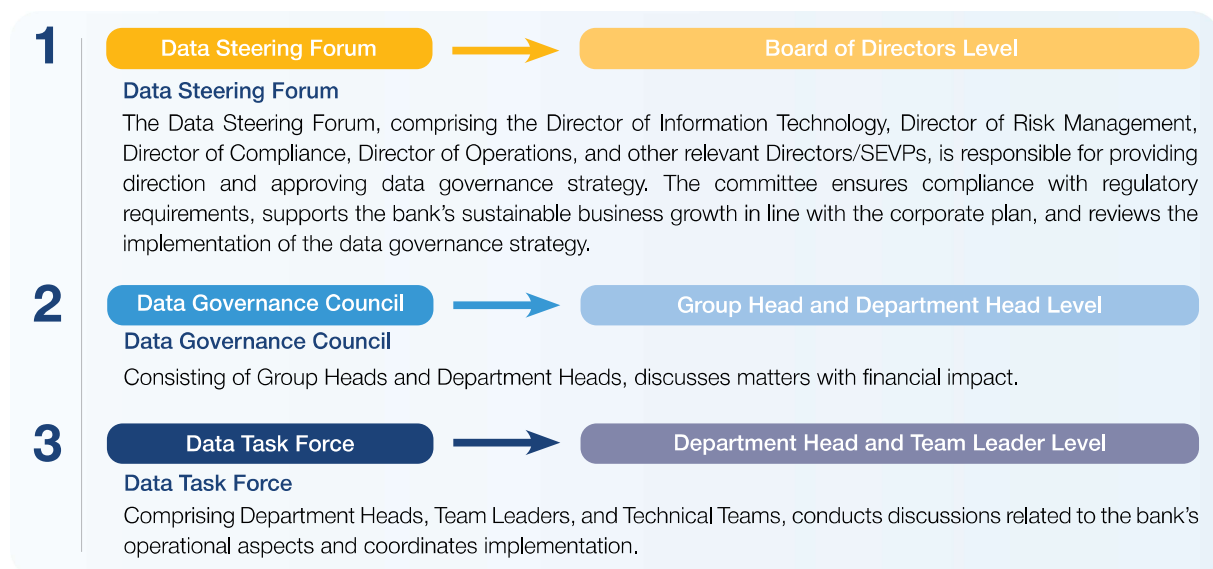 1
Data Steering Forum
Board of Directors Level
Data Steering Forum
The Data Steering Forum, comprising the Director of Information Technology, Director of Risk Management,
Director of Compliance, Director of Operations, and other relevant Directors/SEVPs, is responsible for providing
direction and approving data governance strategy. The committee ensures compliance with regulatory
requirements, supports the bank's sustainable business growth in line with the corporate plan, and reviews the
implementation of the data governance strategy.
2
Data Governance Council
Group Head and Department Head Level
Data Governance Council
Consisting of Group Heads and Department Heads, discusses matters with financial impact.
3
Data Task Force
Department Head and Team Leader Level
Data Task Force
Comprising Department Heads, Team Leaders, and Technical Teams, conducts discussions related to the bank's
operational aspects and coordinates implementation.